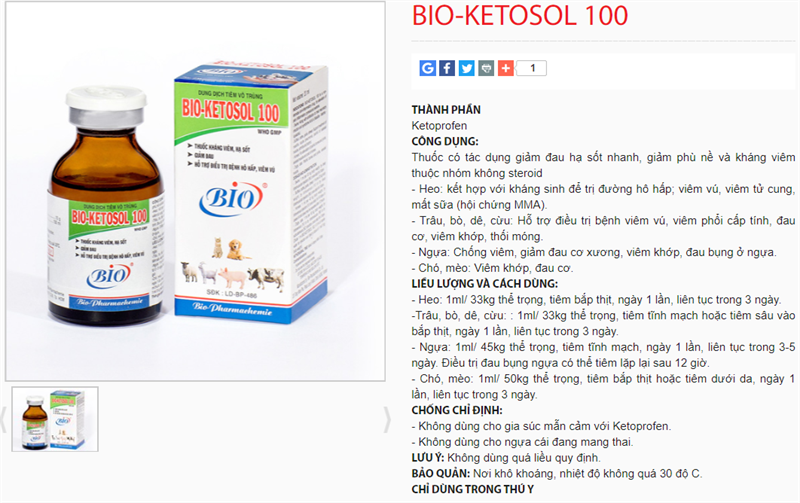 BIO-KETOSOL 100
1
THÀNH PHẦN
Ketoprofen
CÔNG DỤNG:
Thuốc có tác dụng giảm đau hạ sốt nhanh, giảm phù nề và kháng viêm
thuộc nhóm không steroid
- Heo: kết hợp với kháng sinh để trị đường hô hấp; viêm vú, viêm tử cung,
mất sữa (hội chứng MMA).
- Trâu, bò, dê, cừu: Hỗ trợ điều trị bệnh viêm vú, viêm phổi cấp tính, đau
cơ, viêm khớp, thối móng.
- Ngựa: Chống viêm, giảm đau cơ xương, viêm khớp, đau bụng ở ngựa.
- Chó, mèo: Viêm khớp, đau cơ.
LIỀU LƯỢNG VÀ CÁCH DÙNG:
- Heo: 1ml/ 33kg thể trọng, tiêm bắp thịt, ngày 1 lần, liên tục trong 3 ngày.
-Trâu, bò, dê, cừu: : 1ml/ 33kg thể trọng, tiêm tĩnh mạch hoặc tiêm sâu vào
bắp thịt, ngày 1 lần, liên tục trong 3 ngày.
- Ngựa: 1ml/ 45kg thể trọng, tiêm tĩnh mạch, ngày 1 lần, liên tục trong 3-5
ngày. Điều trị đau bụng ngựa có thể tiêm lặp lại sau 12 giờ.
- Chó, mèo: 1ml/ 50kg thể trọng, tiêm bắp thịt hoặc tiêm dưới da, ngày 1
lần, liên tục trong 3 ngày.
CHỐNG CHỈ ĐỊNH:
- Không dùng cho gia súc mẫn cảm với Ketoprofen.
- Không dùng cho ngựa cái đang mang thai.
LƯU Ý: Không dùng quá liều quy định.
BẢO QUẢN: Nơi khô khoáng, nhiệt độ không quá 30 độ C.
CHỈ DÙNG TRONG THÚ Y
DUNG DỊCH TIÊM VÔ TRÙNG
BIO-KETOSOL 100
WHO GMP
THUỐC KHÁNG VIÊM, HẠ SỐT
GIẢM ĐAU
HỖ TRỢ ĐIỀU TRỊ BỆNH HÔ HẤP, VIÊM VÚ
BIO
SĐK : LD-BP-486
Bio-Pharmachemie
DUNG DỊCH TIÊM VÔ TRÙNG
BIO-KETOSOL 100
WHO GMP
THUỐC KHÁNG VIÊM, HẠ SỐT
GIẢM ĐAU
HỖ TRỢ ĐIỀU TRỊ BỆNH HÔ HẤP, VIÊM VÚ
BIO
Bio-Pharmachemie